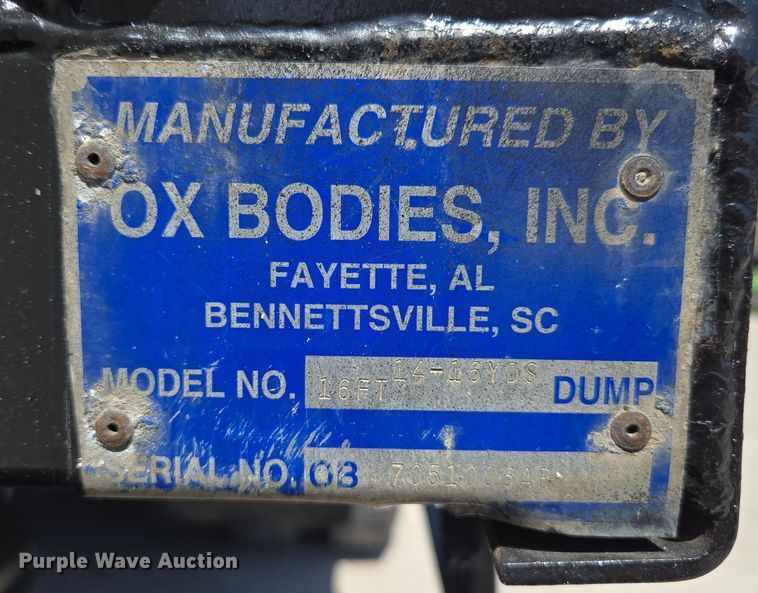 MANUFACTURED BY
OX BODIES, INC.
FAYETTE, AL
BENNETTSVILLE, SC
MODEL NO. 16FT 14-16YDS DUMP
SERIAL NO. OB
Purple Wave Auction